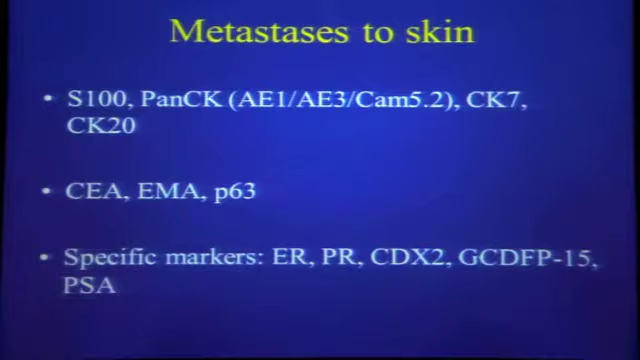 Metastases to skin
• S100, PanCK (AE1/AE3/Cam5.2), CK7,
CK20
• CEA, EMA, p63
• Specific markers: ER, PR, CDX2, GCDFP-15,
PSA